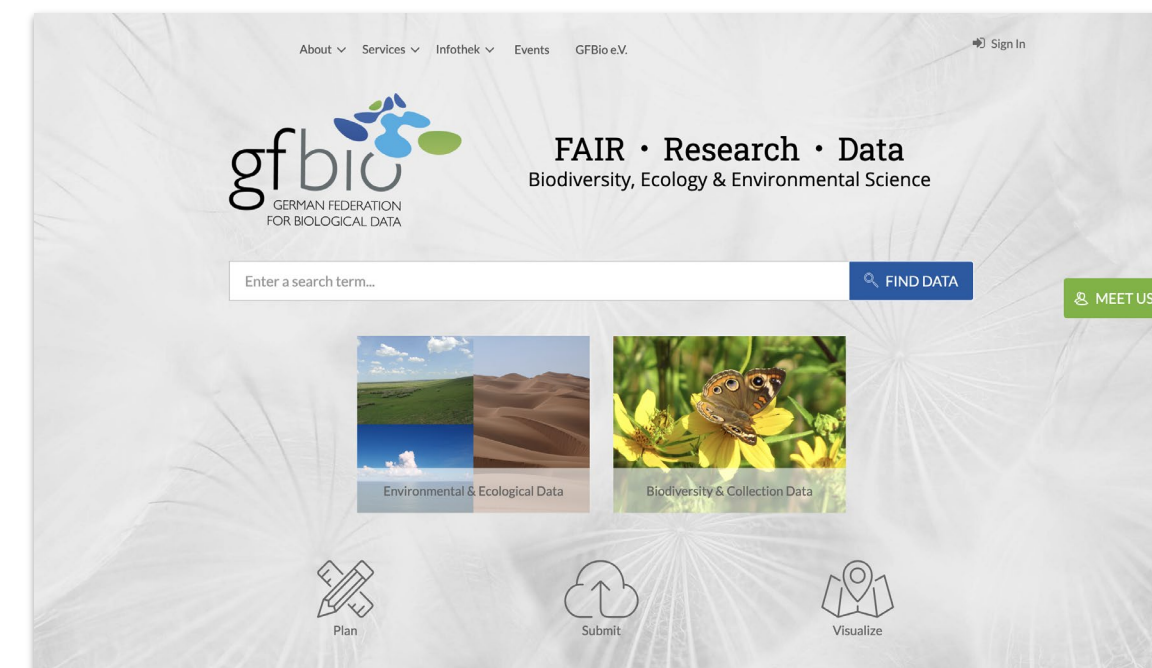 About Services Infothek Events GFBio e.V.
Sign In
gfbio
GERMAN FEDERATION
FOR BIOLOGICAL DATA
FAIR · Research · Data
Biodiversity, Ecology & Environmental Science
Enter a search term...
FIND DATA
MEET US
Environmental & Ecological Data
Biodiversity & Collection Data
Plan
Submit
Visualize